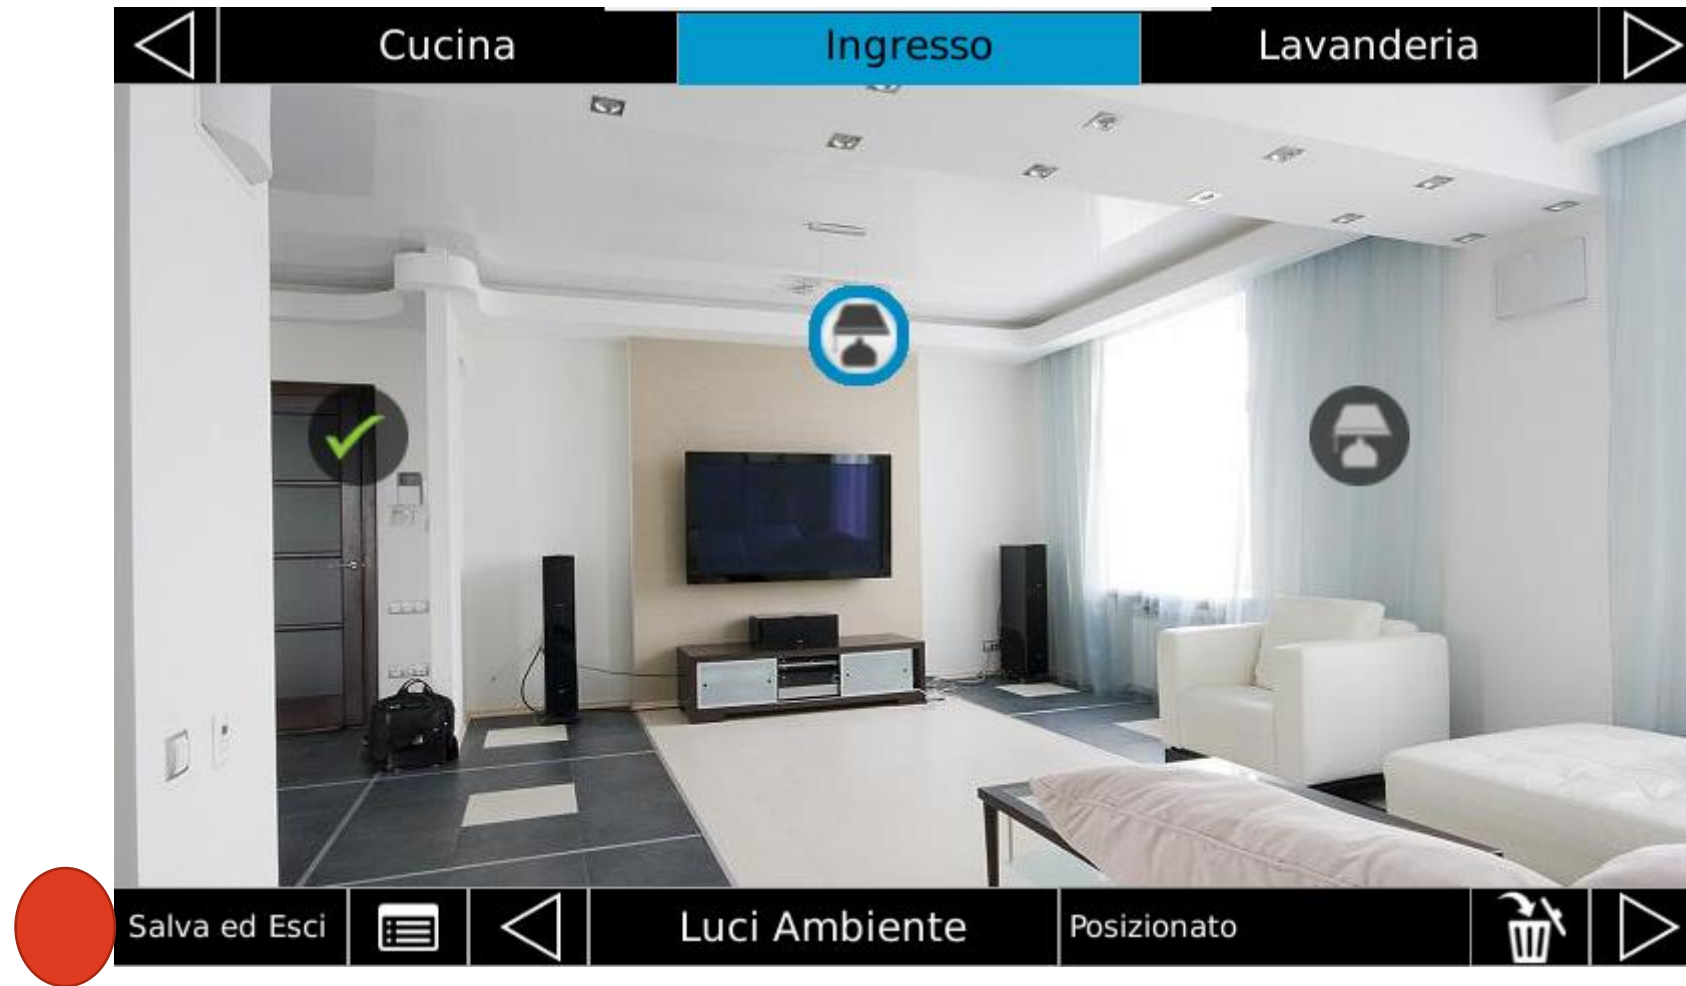 Cucina
Ingresso
Lavanderia
Salva ed Esci
Luci Ambiente
Posizionato